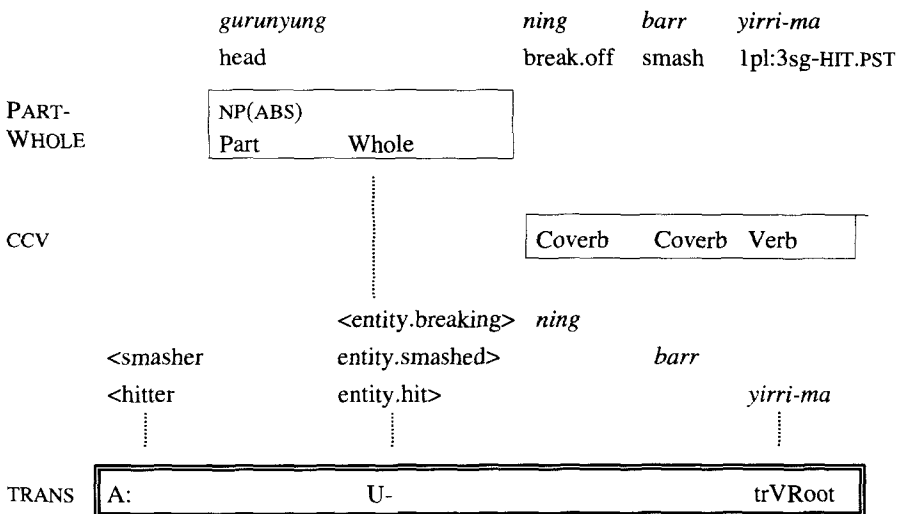 gurunyung ning barr yirri-ma
head break.off smash 1pl:3sg-HIT.PST
PART-
WHOLE
NP(ABS)
Part Whole
CCV Coverb Coverb Verb
<entity.breaking> ning
<smasher entity.smashed> barr
<hitter entity.hit> yirri-ma
TRANS A: U- trVRoot